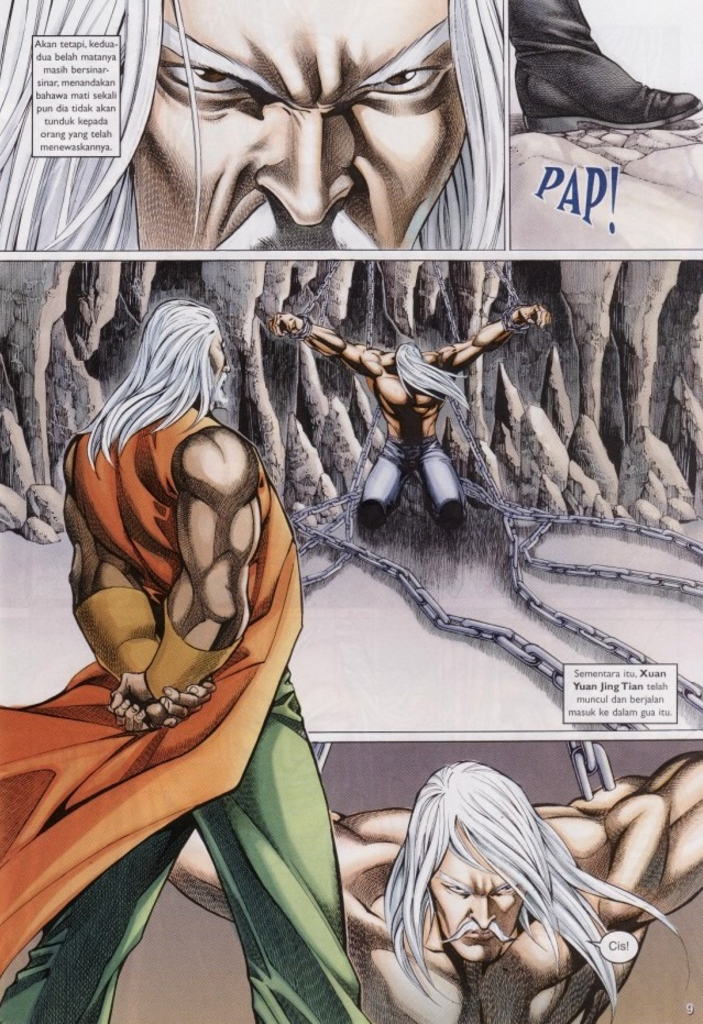 Akan tetapi, kedua-
dua belah matanya
masih bersinar-
sinar, menandakan
bahawa mati sekali
pun dia tidak akan
tunduk kepada
orang yang telah
menewaskannya.
PAP!
Sementara itu, Xuan
Yuan Jing Tian telah
muncul dan berjalan
masuk ke dalam gua itu.
Cis!
9